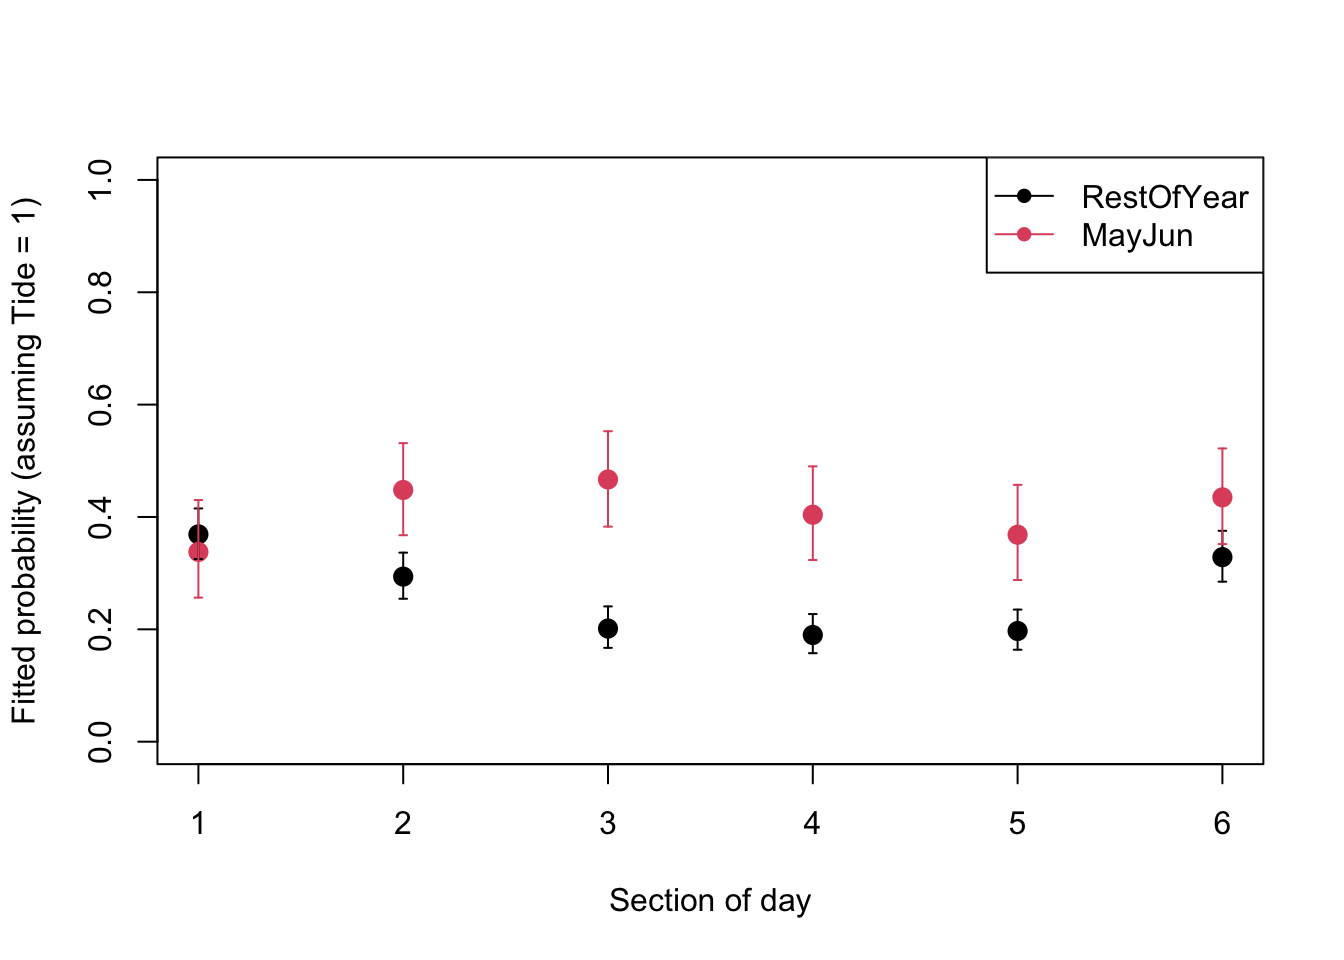 RestOfYear
MayJun
Fitted probability (assuming Tide = 1)
1.0
0.8
0.6
0.4
0.2
0.0
1 2 3 4 5 6
Section of day